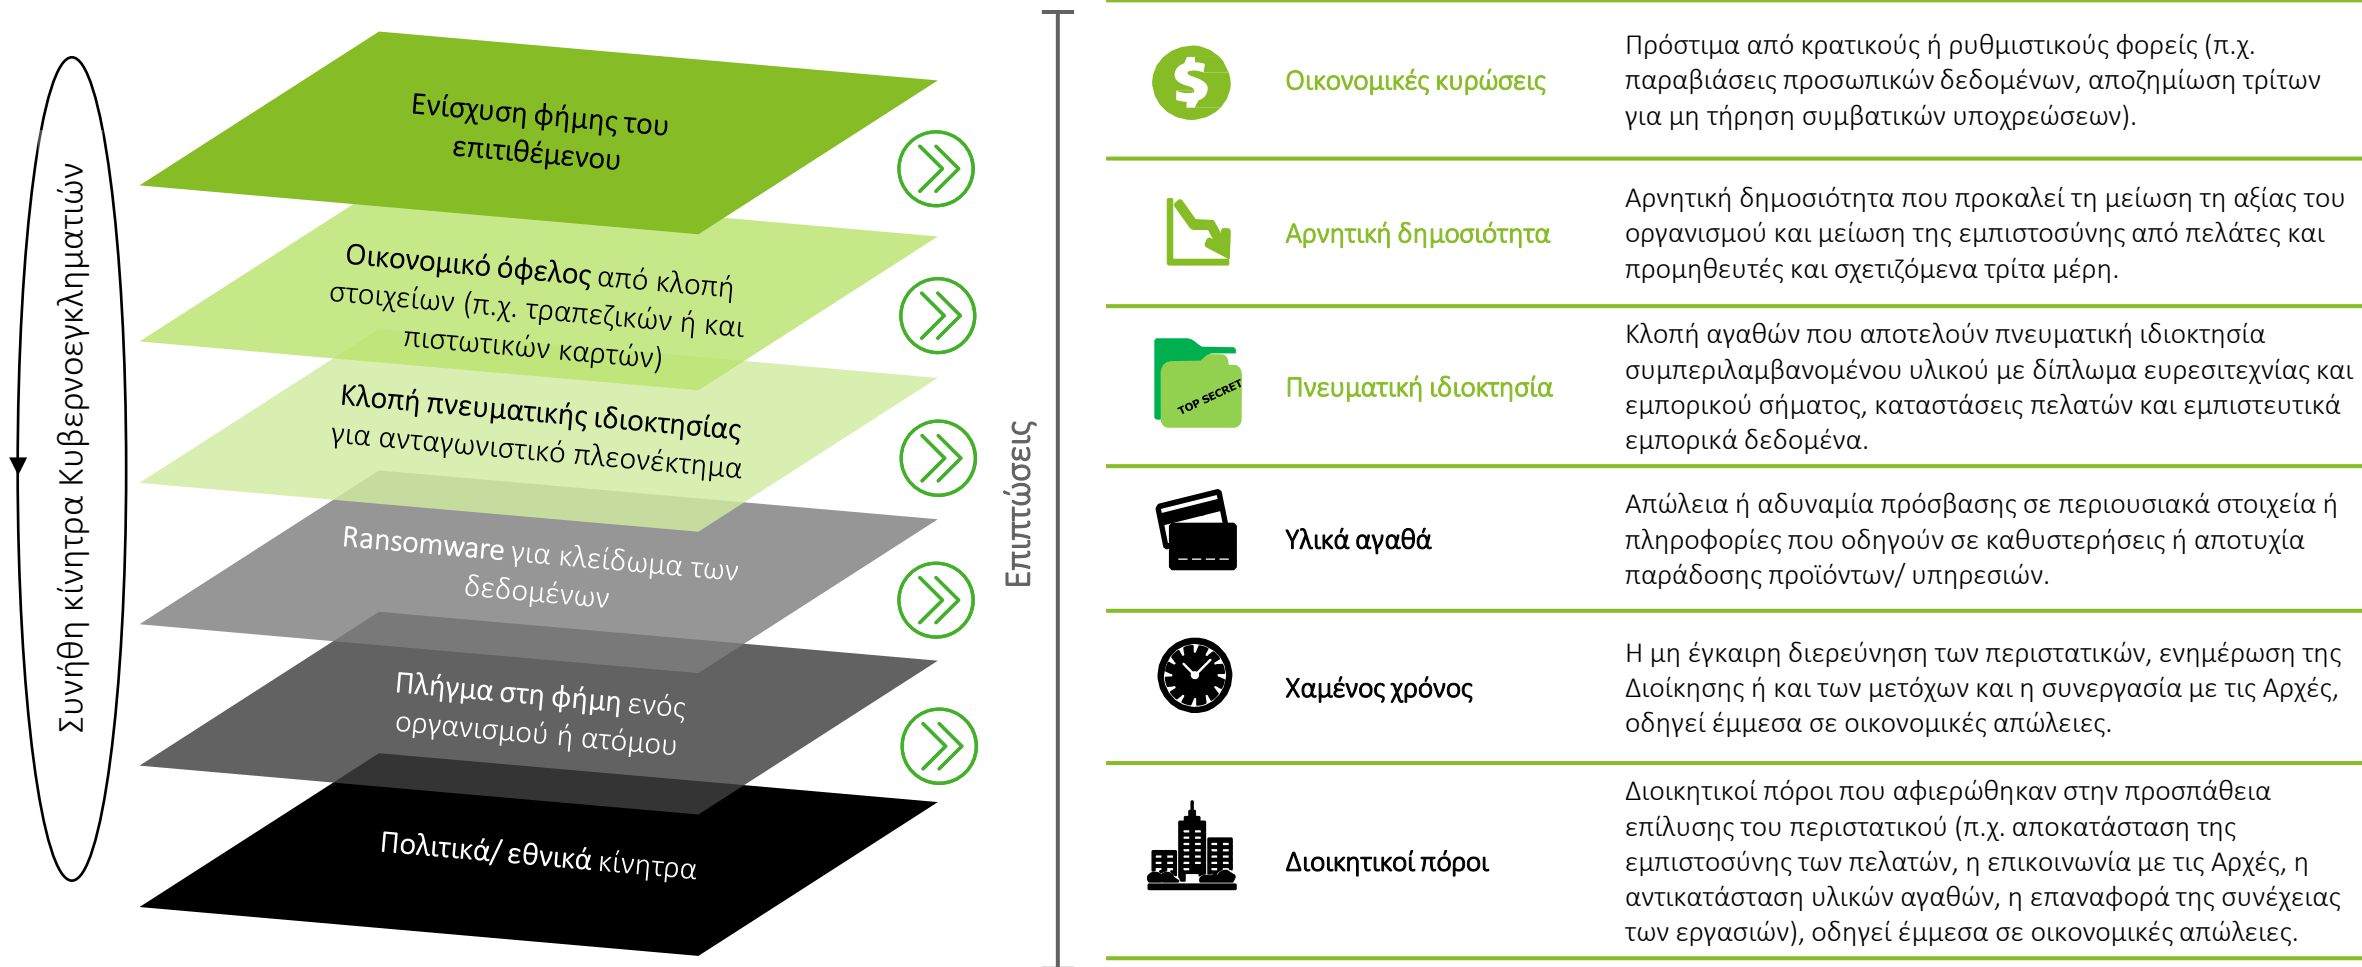 Συνήθη κίνητρα Κυβερνοεγκληματιών
Ενίσχυση φήμης του
επιτιθέμενου
Οικονομικό όφελος από κλοπή
στοιχείων (π.χ. τραπεζικών ή και
πιστωτικών καρτών)
Κλοπή πνευματικής ιδιοκτησίας
για ανταγωνιστικό πλεονέκτημα
Ransomware για κλείδωμα των
δεδομένων
Πλήγμα στη φήμη ενός
οργανισμού ή ατόμου
Πολιτικά/ εθνικά κίνητρα
Επιπτώσεις
Οικονομικές κυρώσεις
Πρόστιμα από κρατικούς ή ρυθμιστικούς φορείς (π.χ.
παραβιάσεις προσωπικών δεδομένων, αποζημίωση τρίτων
για μη τήρηση συμβατικών υποχρεώσεων).
Αρνητική δημοσιότητα
Αρνητική δημοσιότητα που προκαλεί τη μείωση τη αξίας του
οργανισμού και μείωση της εμπιστοσύνης από πελάτες και
προμηθευτές και σχετιζόμενα τρίτα μέρη.
TOP SECRET
Πνευματική ιδιοκτησία
Κλοπή αγαθών που αποτελούν πνευματική ιδιοκτησία
συμπεριλαμβανομένου υλικού με δίπλωμα ευρεσιτεχνίας και
εμπορικού σήματος, καταστάσεις πελατών και εμπιστευτικά
εμπορικά δεδομένα.
Υλικά αγαθά
Απώλεια ή αδυναμία πρόσβασης σε περιουσιακά στοιχεία ή
πληροφορίες που οδηγούν σε καθυστερήσεις ή αποτυχία
παράδοσης προϊόντων/ υπηρεσιών.
Χαμένος χρόνος
Η μη έγκαιρη διερεύνηση των περιστατικών, ενημέρωση της
Διοίκησης ή και των μετόχων και η συνεργασία με τις Αρχές,
οδηγεί έμμεσα σε οικονομικές απώλειες.
Διοικητικοί πόροι
Διοικητικοί πόροι που αφιερώθηκαν στην προσπάθεια
επίλυσης του περιστατικού (π.χ. αποκατάσταση της
εμπιστοσύνης των πελατών, η επικοινωνία με τις Αρχές, η
αντικατάσταση υλικών αγαθών, η επαναφορά της συνέχειας
των εργασιών), οδηγεί έμμεσα σε οικονομικές απώλειες.